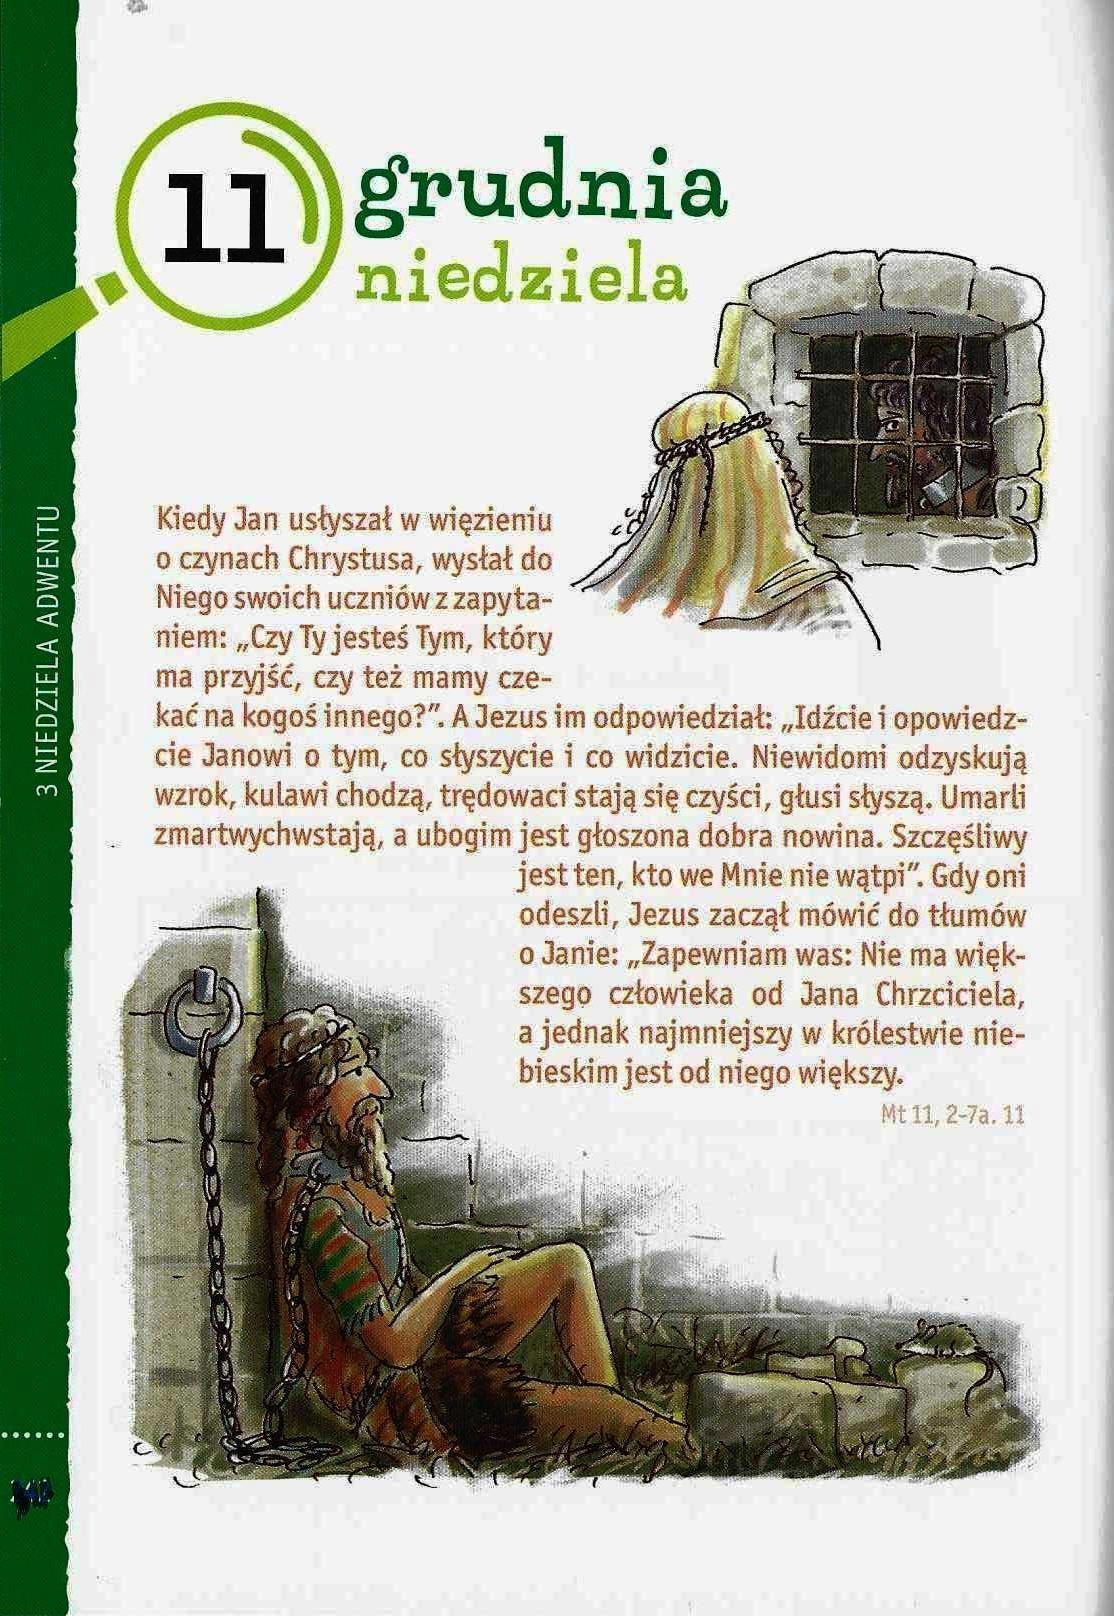 11
grudnia
niedziela
3 NIEDZIELA ADWENTU
Kiedy Jan usłyszał w więzieniu
o czynach Chrystusa, wysłał do
Niego swoich uczniów z zapyta-
niem: „Czy Ty jesteś Tym, który
ma przyjść, czy też mamy cze-
kać na kogoś innego?”. A Jezus im odpowiedział: „Idźcie i opowiedz-
cie Janowi o tym, co słyszycie i co widzicie. Niewidomi odzyskują
wzrok, kulawi chodzą, trędowaci stają się czyści, głusi słyszą. Umarli
zmartwychwstają, a ubogim jest głoszona dobra nowina. Szczęśliwy
jest ten, kto we Mnie nie wątpi”. Gdy oni
odeszli, Jezus zaczął mówić do tłumów
o Janie: „Zapewniam was: Nie ma więk-
szego człowieka od Jana Chrzciciela,
a jednak najmniejszy w królestwie nie-
bieskim jest od niego większy.
Mt 11, 2-7a. 11